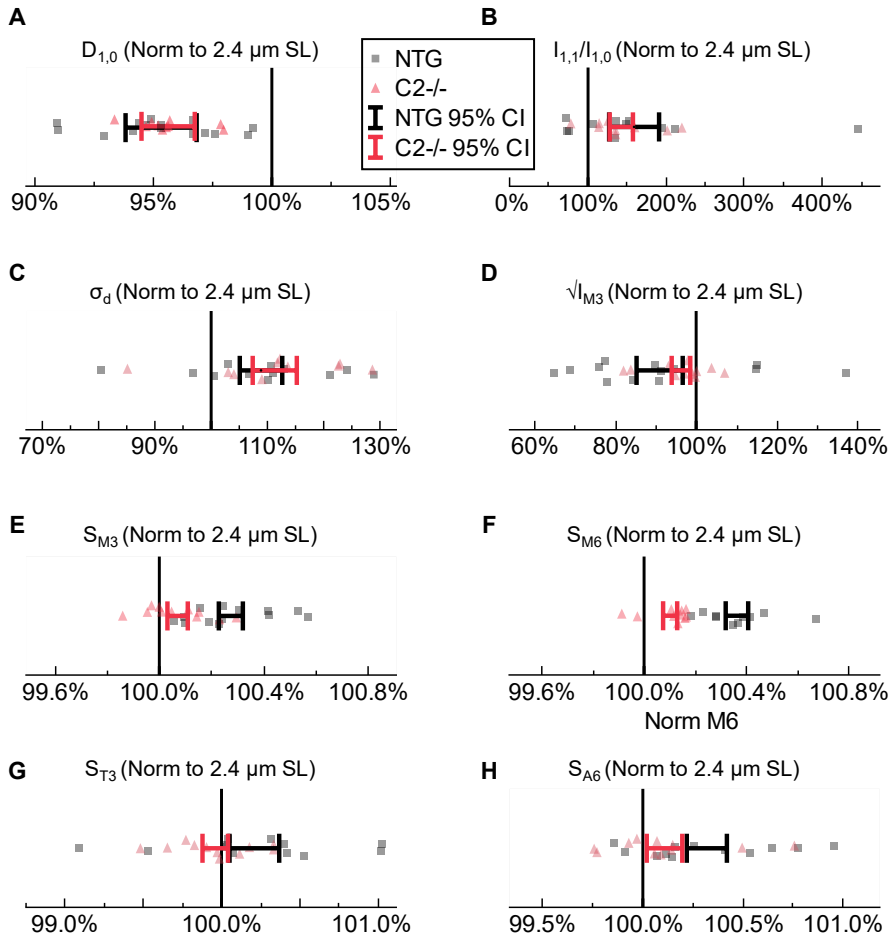 A
D1,0 (Norm to 2.4 µm SL)
90% 95% 100% 105%
NTG
C2-/-
NTG 95% CI
C2-/- 95% CI
B
I1,1/I1,0 (Norm to 2.4 µm SL)
0% 100% 200% 300% 400%
C
σd (Norm to 2.4 µm SL)
70% 90% 110% 130%
D
√IM3 (Norm to 2.4 µm SL)
60% 80% 100% 120% 140%
E
SM3 (Norm to 2.4 µm SL)
99.6% 100.0% 100.4% 100.8%
F
SM6 (Norm to 2.4 µm SL)
99.6% 100.0% 100.4% 100.8%
Norm M6
G
ST3 (Norm to 2.4 µm SL)
99.0% 100.0% 101.0%
H
SA6 (Norm to 2.4 µm SL)
99.5% 100.0% 100.5% 101.0%